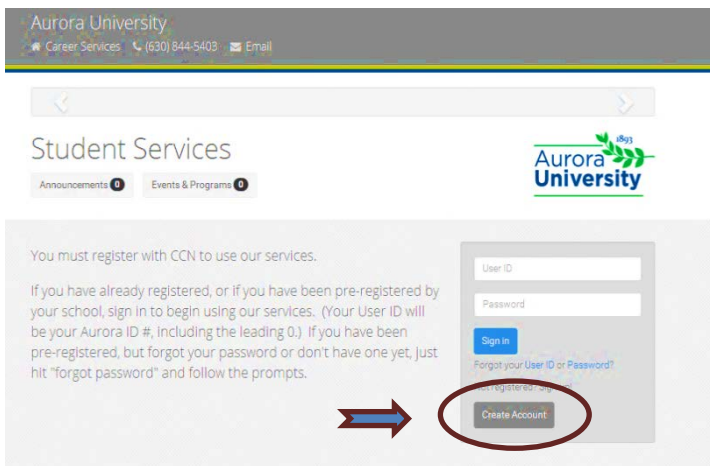 Aurora University
Career Services (630) 844-5403 Email
Student Services
Announcements 0 Events & Programs 0
1893
Aurora
University
You must register with CCN to use our services.
If you have already registered, or if you have been pre-registered by
your school, sign in to begin using our services. (Your User ID will
be your Aurora ID #, including the leading 0.) If you have been
pre-registered, but forgot your password or don't have one yet, just
hit "forgot password" and follow the prompts.
User ID
Password
Sign in
Forgot your User ID or Password?
Not registered? Sign up!
Create Account